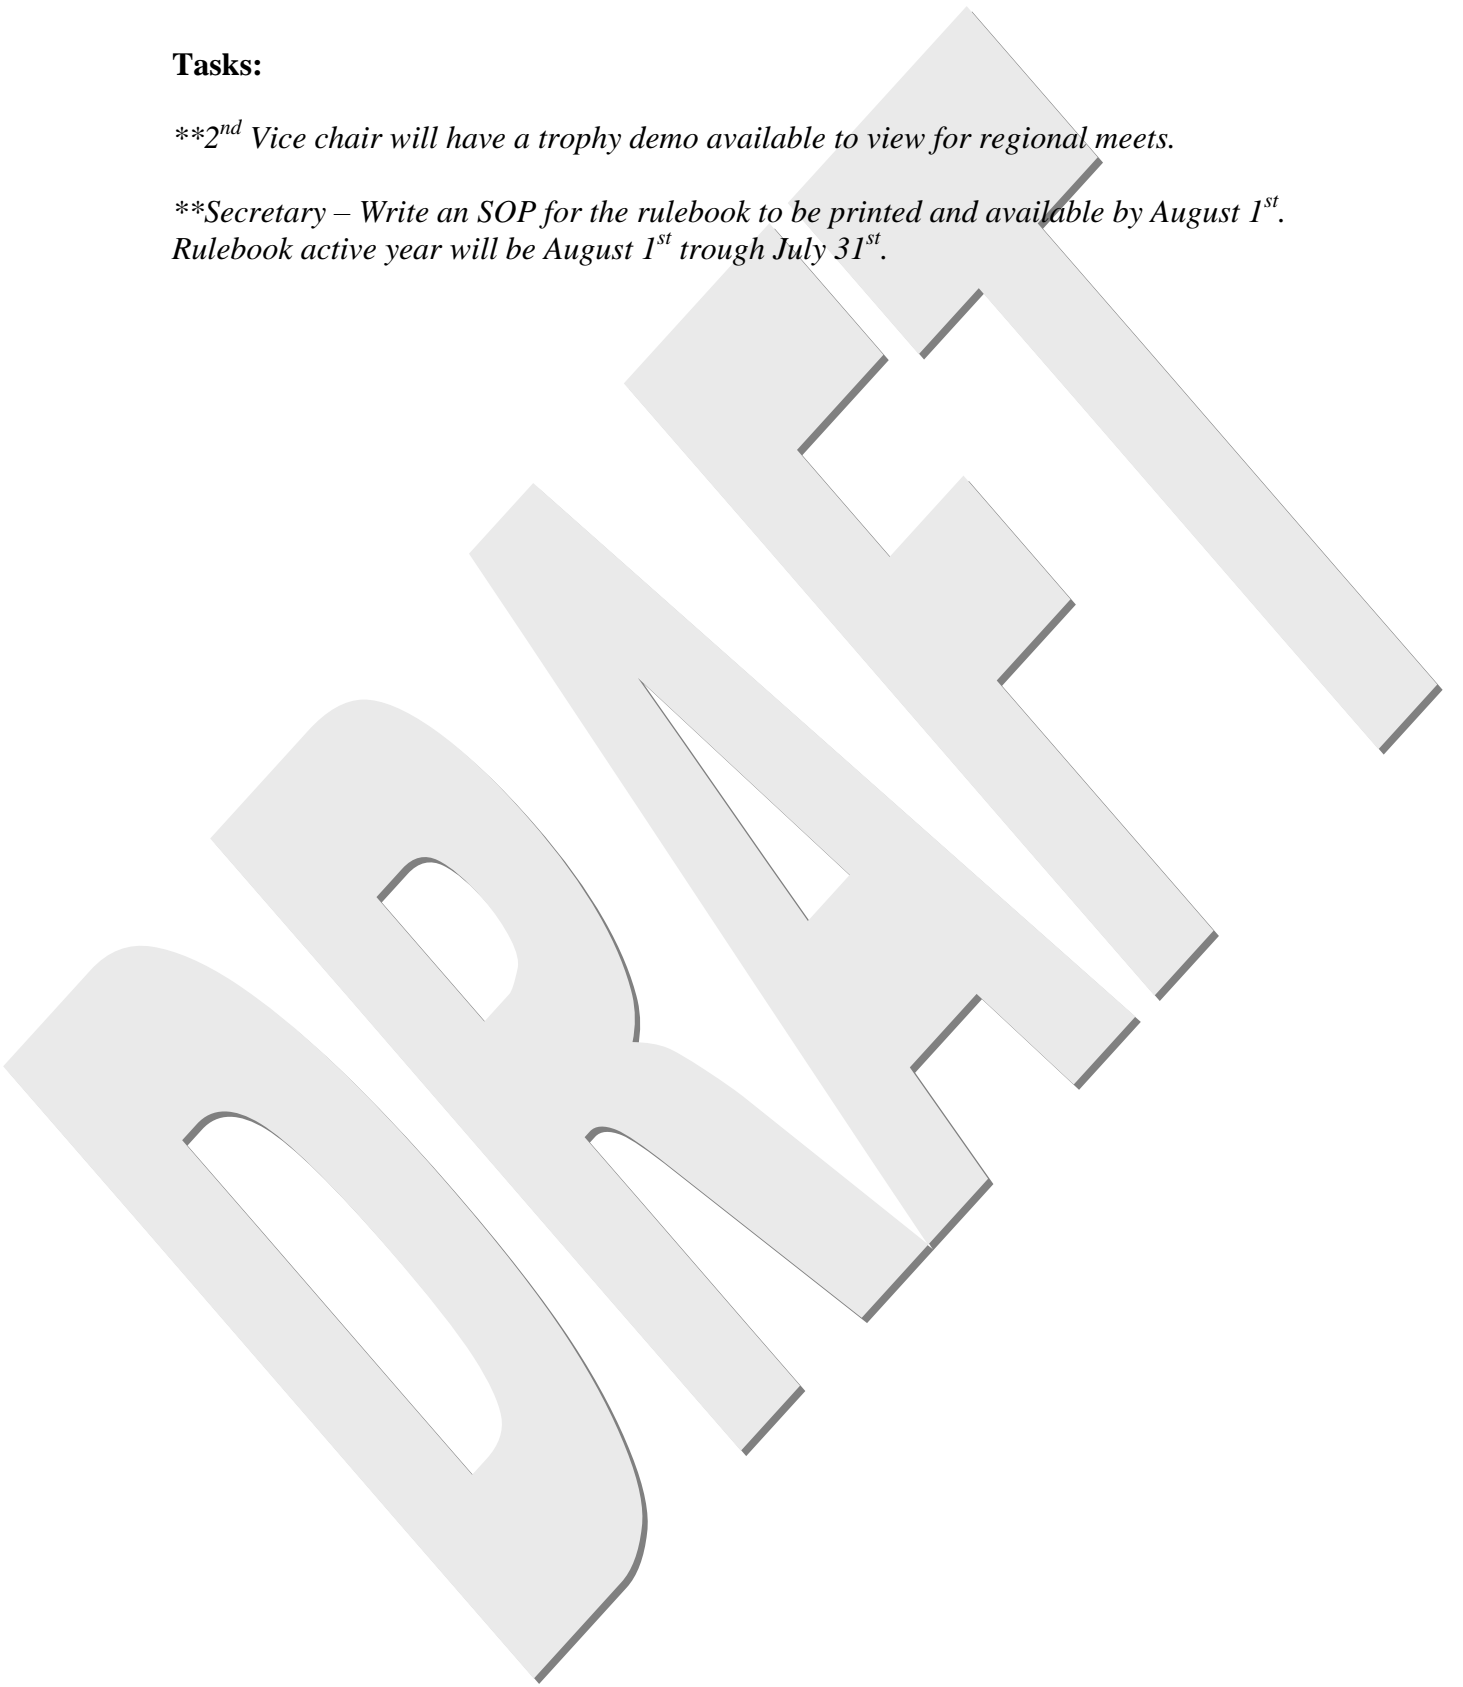 Tasks:
**2nd Vice chair will have a trophy demo available to view for regional meets.
**Secretary – Write an SOP for the rulebook to be printed and available by August 1st.
Rulebook active year will be August 1st trough July 31st.
DRAFT